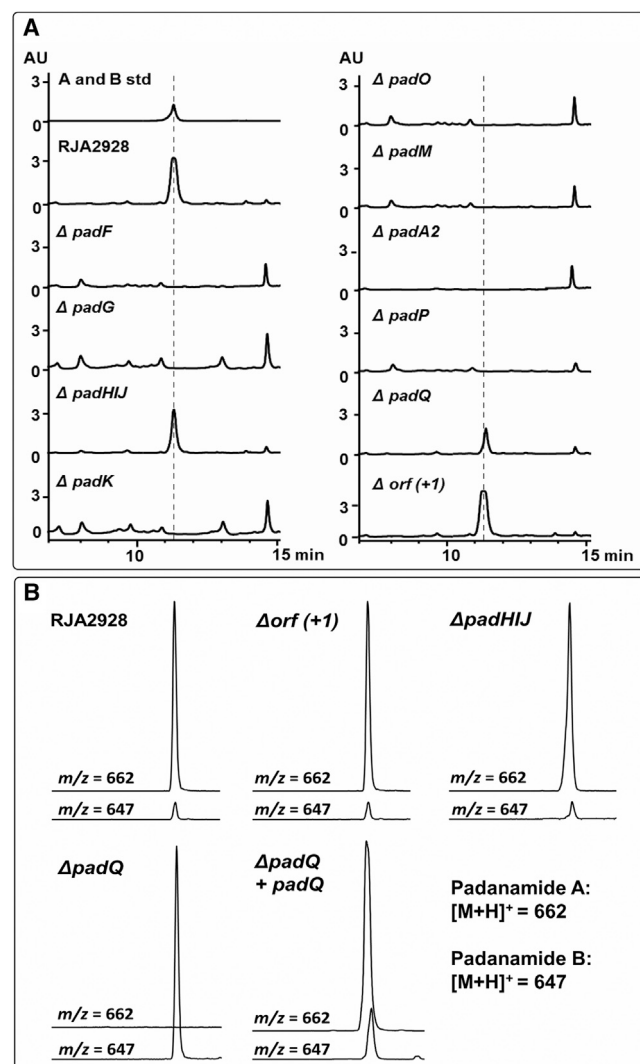 A
AU
3
A and B std
0
RJA2928
3
0
Δ padF
3
0
Δ padG
3
0
Δ padHIJ
3
0
Δ padK
3
0
10
15 min
AU
3
Δ padO
0
3
Δ padM
0
3
Δ padA2
0
3
Δ padP
0
3
Δ padQ
0
3
Δ orf (+1)
0
10
15 min
B
RJA2928
Δorf (+1)
ΔpadHIJ
m/z = 662
m/z = 662
m/z = 662
m/z = 647
m/z = 647
m/z = 647
ΔpadQ
ΔpadQ
+ padQ
Padanamide A:
[M+H]+ = 662
Padanamide B:
[M+H]+ = 647
m/z = 662
m/z = 662
m/z = 647
m/z = 647